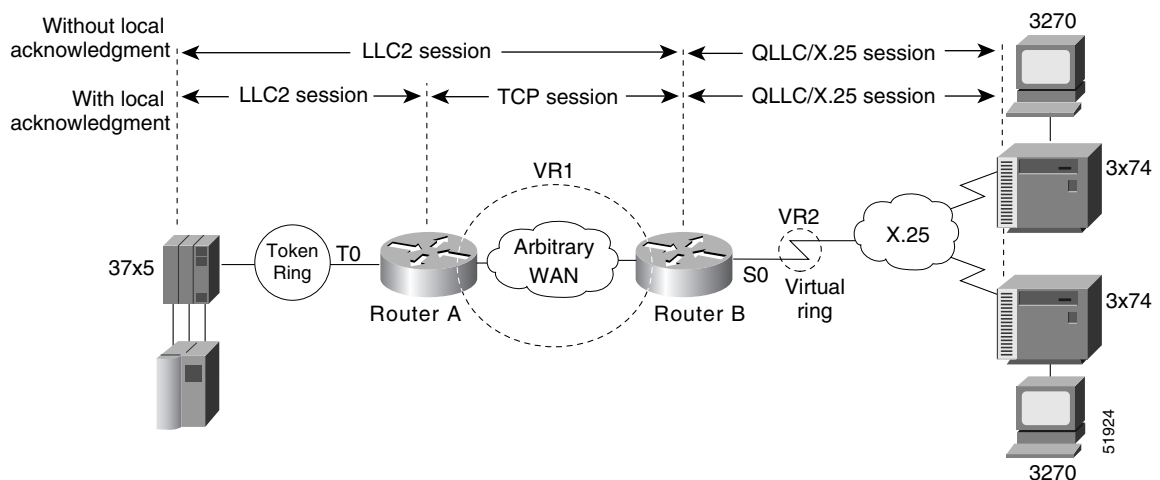 Without local
acknowledgment
LLC2 session
QLLC/X.25 session
3270
With local
acknowledgment
LLC2 session
TCP session
QLLC/X.25 session
3x74
VR1
VR2
X.25
37x5
Token
Ring
T0
Arbitrary
WAN
S0
Virtual
ring
Router A
Router B
3x74
51924
3270